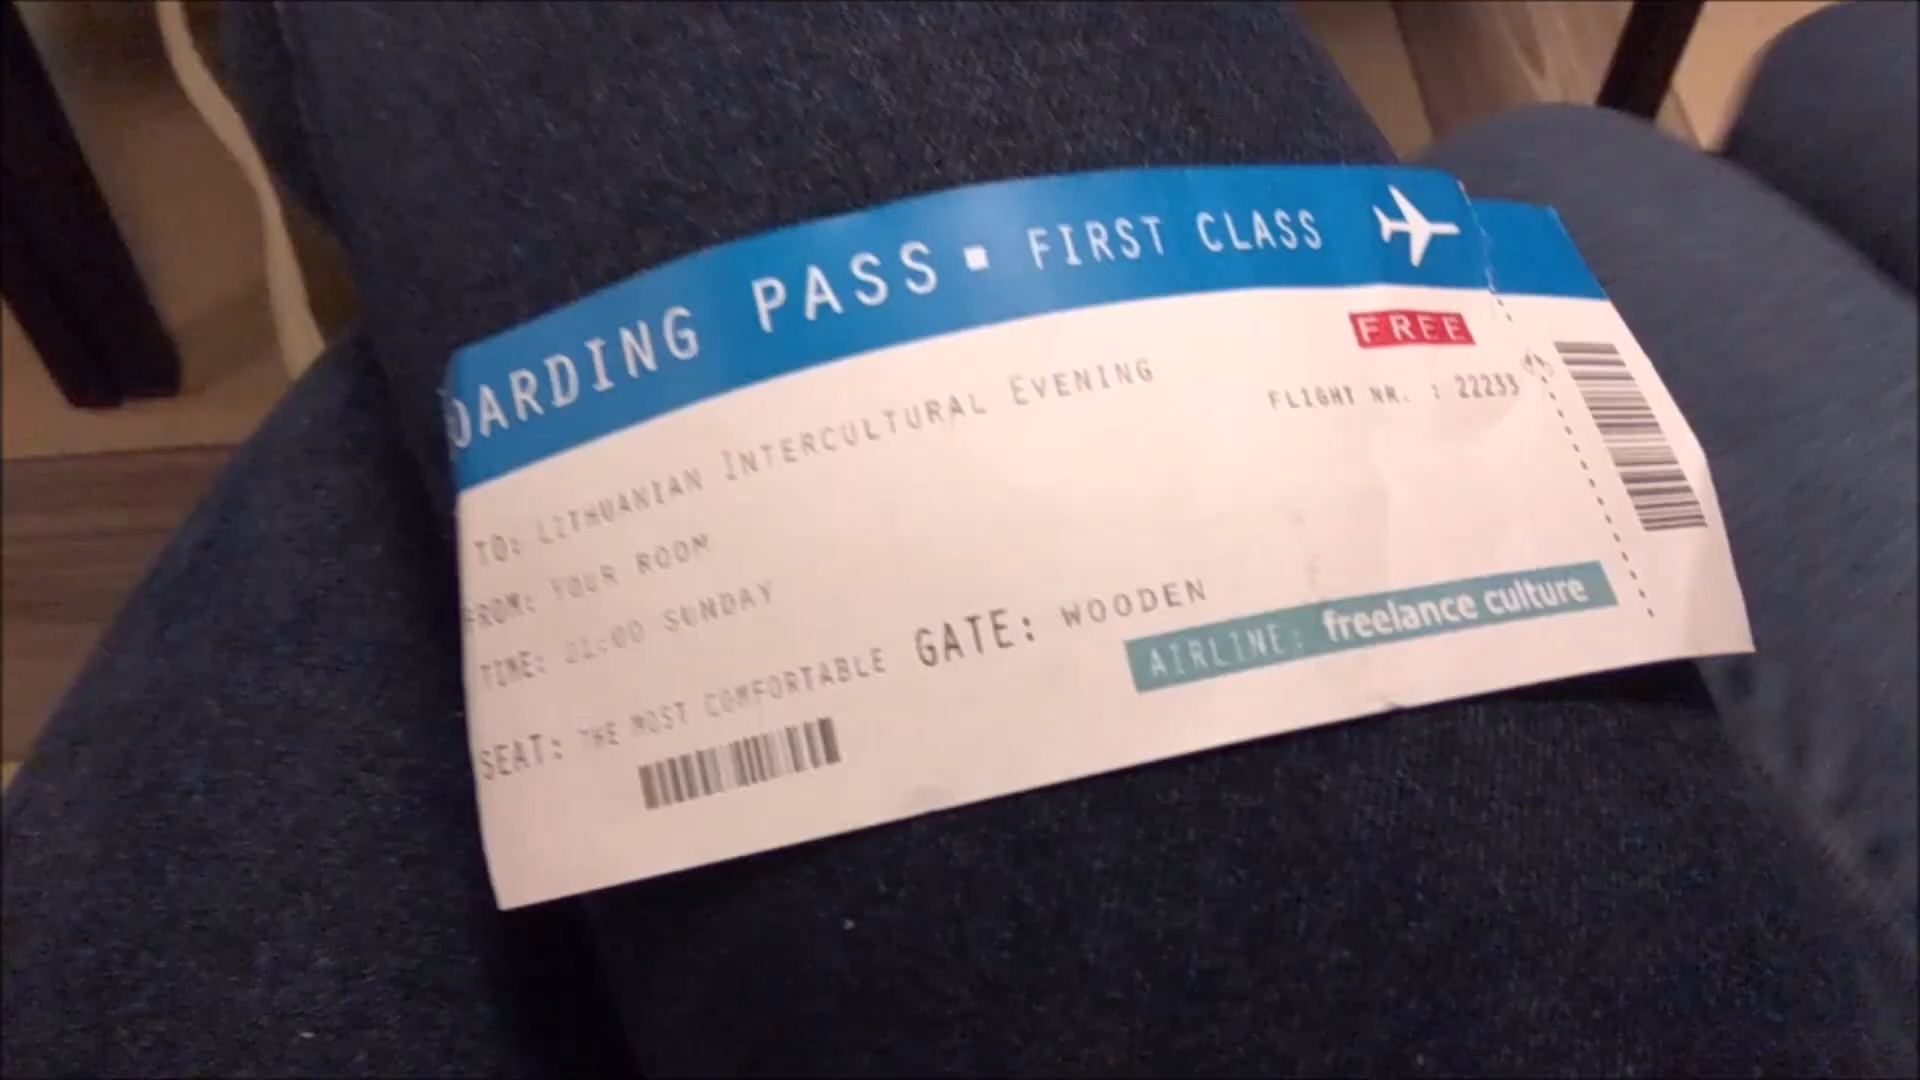 OARDING PASS ▪ FIRST CLASS
FREE
TO: LITHUANIAN INTERCULTURAL EVENING
FLIGHT NR. : 22233
FROM: YOUR ROOM
TIME: 21:00 SUNDAY
SEAT: THE MOST COMFORTABLE GATE: WOODEN
AIRLINE: freelance culture